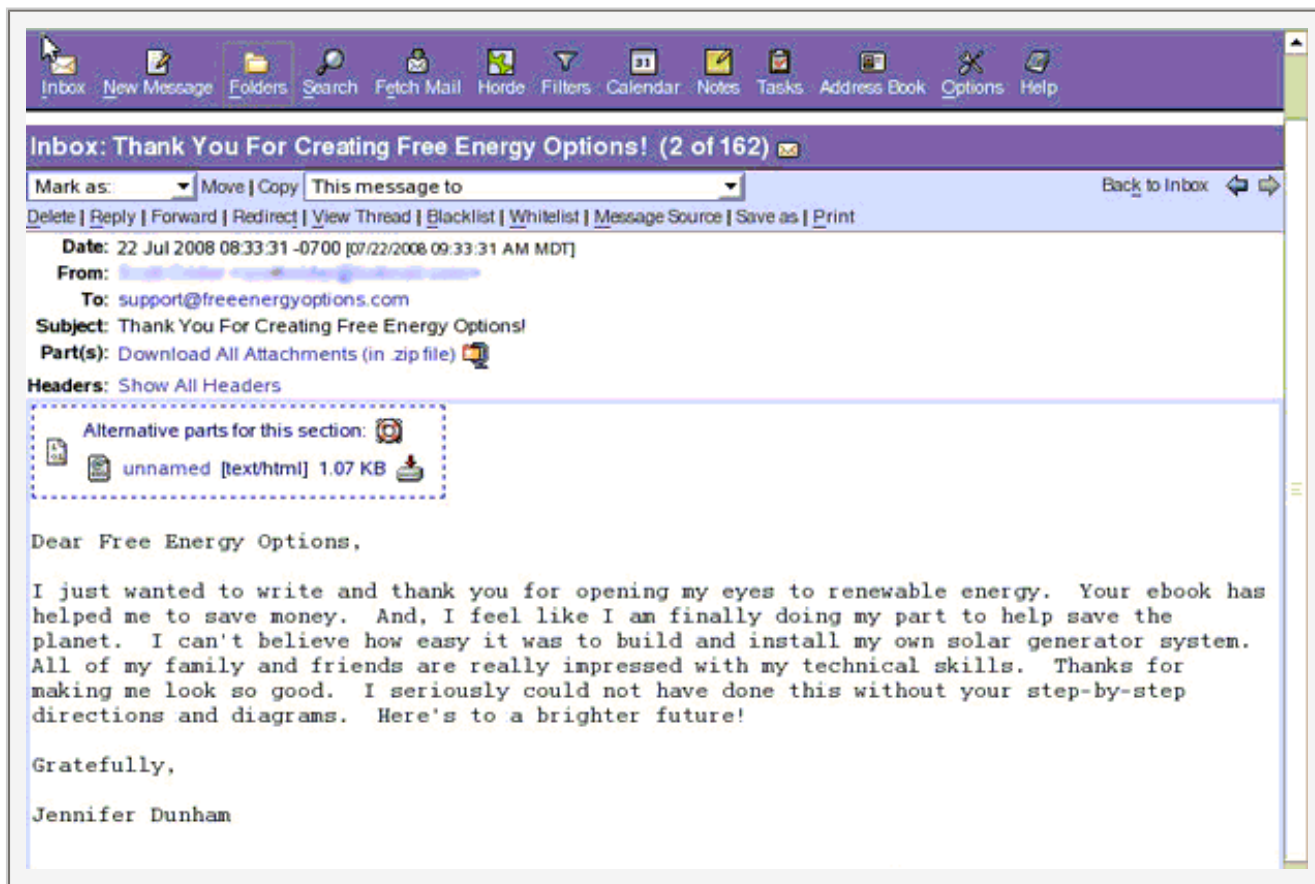 Inbox New Message Folders Search Fetch Mail Horde Filters Calendar Notes Tasks Address Book Options Help
Inbox: Thank You For Creating Free Energy Options! (2 of 162)
Mark as: Move | Copy This message to Back to Inbox
Delete | Reply | Forward | Redirect | View Thread | Blacklist | Whitelist | Message Source | Save as | Print
Date: 22 Jul 2008 08:33:31 -0700 [07/22/2008 09:33:31 AM MDT]
From:
To: support@freeenergyoptions.com
Subject: Thank You For Creating Free Energy Options!
Part(s): Download All Attachments (in .zip file)
Headers: Show All Headers
Alternative parts for this section:
unnamed [text/html] 1.07 KB
Dear Free Energy Options,
I just wanted to write and thank you for opening my eyes to renewable energy. Your ebook has
helped me to save money. And, I feel like I am finally doing my part to help save the
planet. I can't believe how easy it was to build and install my own solar generator system.
All of my family and friends are really impressed with my technical skills. Thanks for
making me look so good. I seriously could not have done this without your step-by-step
directions and diagrams. Here's to a brighter future!
Gratefully,
Jennifer Dunham